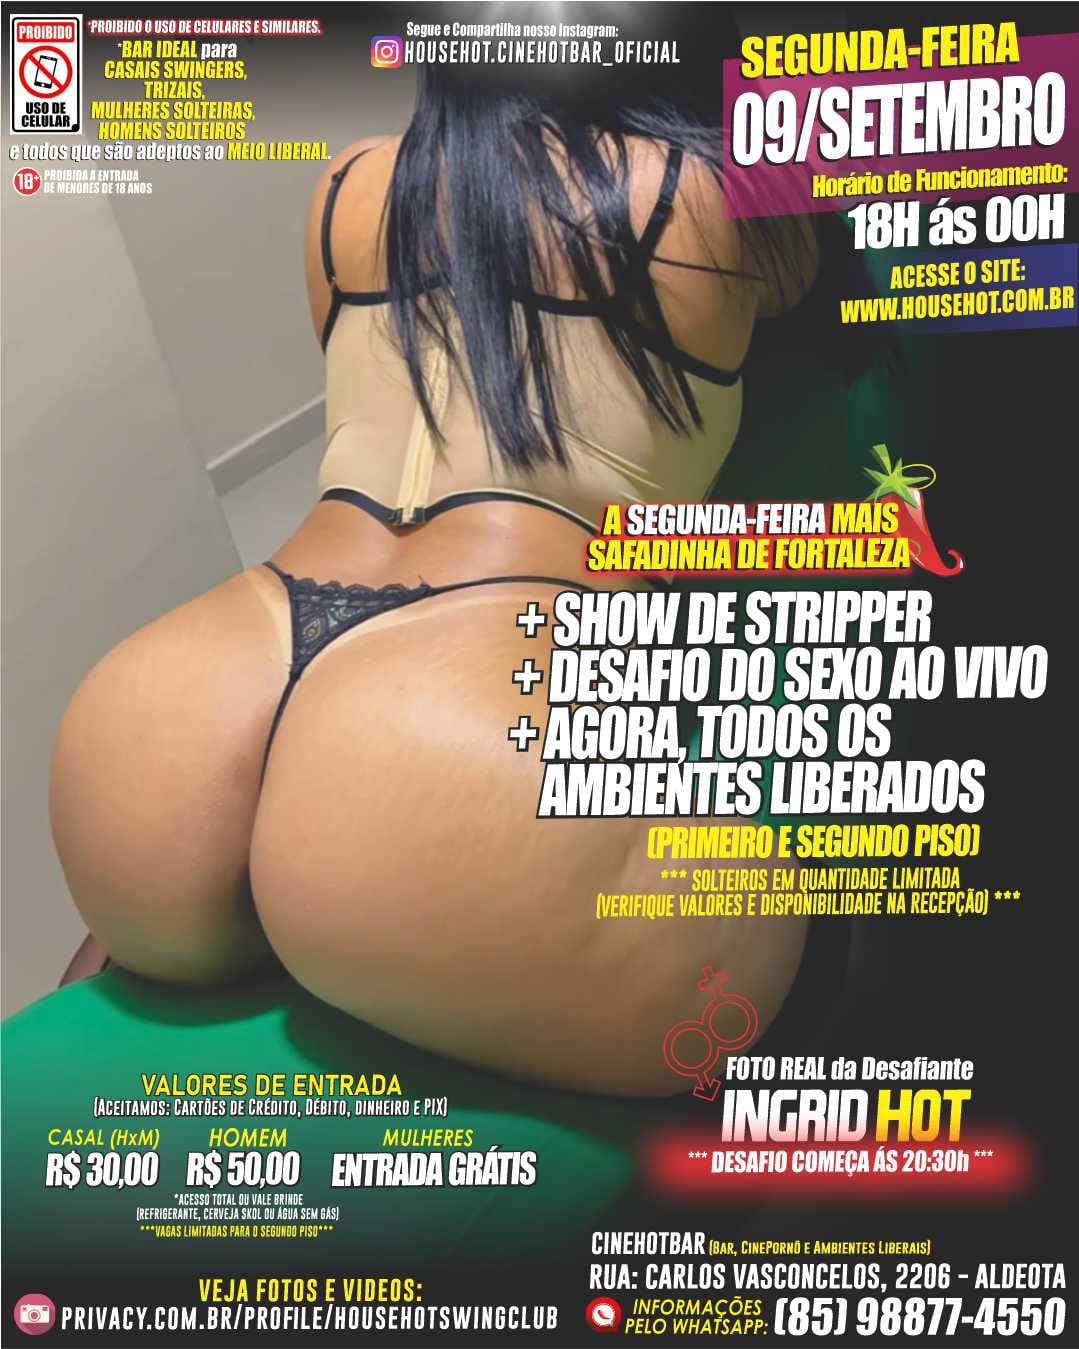 PROIBIDO
USO DE
CELULAR
*PROIBIDO O USO DE CELULARES E SIMILARES.
*BAR IDEAL para
CASAIS SWINGERS,
TRIZAIS,
MULHERES SOLTEIRAS,
HOMENS SOLTEIROS
e todos que são adeptos ao MEIO LIBERAL.
18+ PROIBIDA A ENTRADA
DE MENORES DE 18 ANOS
Segue e Compartilha nosso Instagram:
HOUSEHOT.CINEHOTBAR_OFICIAL
SEGUNDA-FEIRA
09/SETEMBRO
Horário de Funcionamento:
18H ás 00H
ACESSE O SITE:
WWW.HOUSEHOT.COM.BR
A SEGUNDA-FEIRA MAIS
SAFADINHA DE FORTALEZA
+ SHOW DE STRIPPER
+ DESAFIO DO SEXO AO VIVO
+ AGORA, TODOS OS
AMBIENTES LIBERADOS
(PRIMEIRO E SEGUNDO PISO)
*** SOLTEIROS EM QUANTIDADE LIMITADA
(VERIFIQUE VALORES E DISPONIBILIDADE NA RECEPÇÃO) ***
FOTO REAL da Desafiante
INGRID HOT
*** DESAFIO COMEÇA ÁS 20:30h ***
VALORES DE ENTRADA
(ACEITAMOS: CARTÕES DE CRÉDITO, DÉBITO, DINHEIRO E PIX)
CASAL (HxM) HOMEM MULHERES
R$ 30,00 R$ 50,00 ENTRADA GRÁTIS
*ACESSO TOTAL OU VALE BRINDE
(REFRIGERANTE, CERVEJA SKOL OU ÁGUA SEM GÁS)
***VAGAS LIMITADAS PARA O SEGUNDO PISO***
VEJA FOTOS E VIDEOS:
PRIVACY.COM.BR/PROFILE/HOUSEHOTSWINGCLUB
CINEHOTBAR (BAR, CINEPORNÔ E AMBIENTES LIBERAIS)
RUA: CARLOS VASCONCELOS, 2206 - ALDEOTA
INFORMAÇÕES
PELO WHATSAPP: (85) 98877-4550